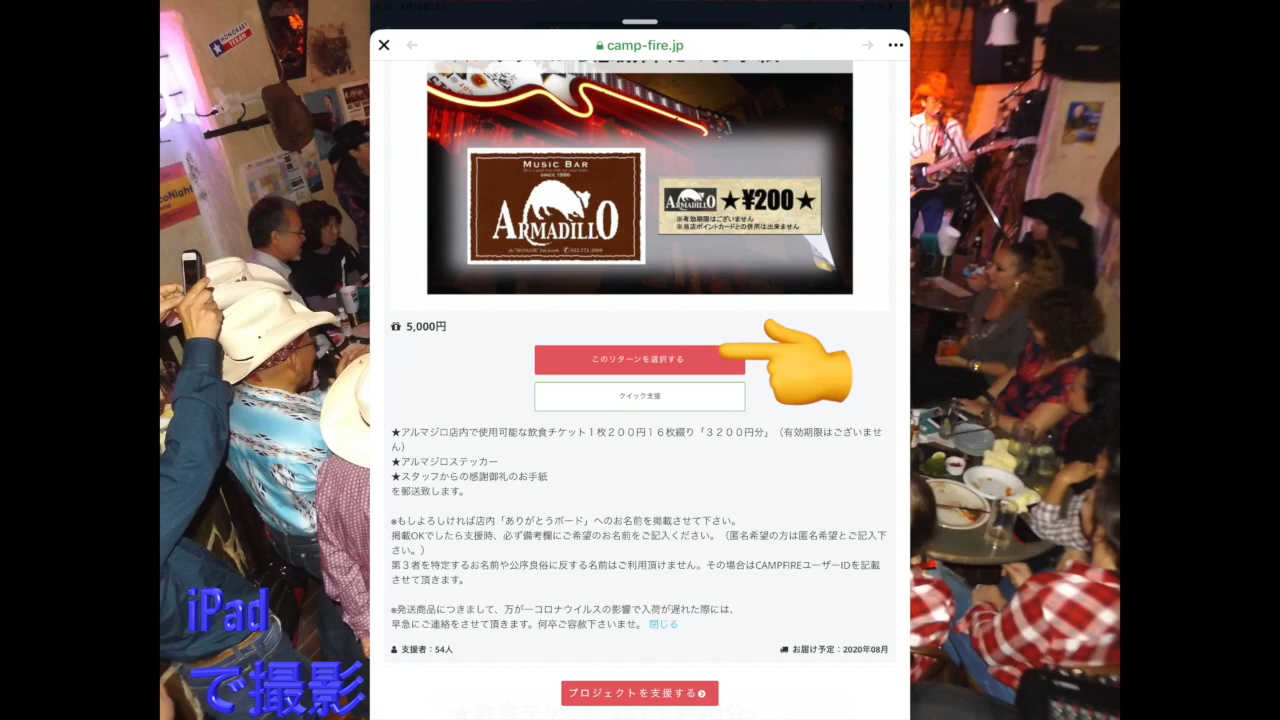 HONORARY
TEXAN
camp-fire.jp
MUSIC BAR
SINCE 1986
ARMADILLO
ARMADILLO ★¥200★
※有効期限はございません
※当店ポイントカードとの併用は出来ません
5,000円
このリターンを選択する
クイック支援
★アルマジロ店内で使用可能な飲食チケット１枚２００円１６枚綴り「３２００円分」（有効期限はございませ
ん）
★アルマジロステッカー
★スタッフからの感謝御礼のお手紙
を郵送致します。
※もしよろしければ店内「ありがとうボード」へのお名前を掲載させて下さい。
掲載OKでしたら支援時、必ず備考欄にご希望のお名前をご記入ください。（匿名希望の方は匿名希望とご記入下
さい。）
第３者を特定するお名前や公序良俗に反する名前はご利用頂けません。その場合はCAMPFIREユーザーIDを記載
させて頂きます。
※発送商品につきまして、万が一コロナウイルスの影響で入荷が遅れた際には、
早急にご連絡をさせて頂きます。何卒ご容赦下さいませ。 閉じる
支援者：54人
お届け予定：2020年08月
プロジェクトを支援する
iPad
で撮影